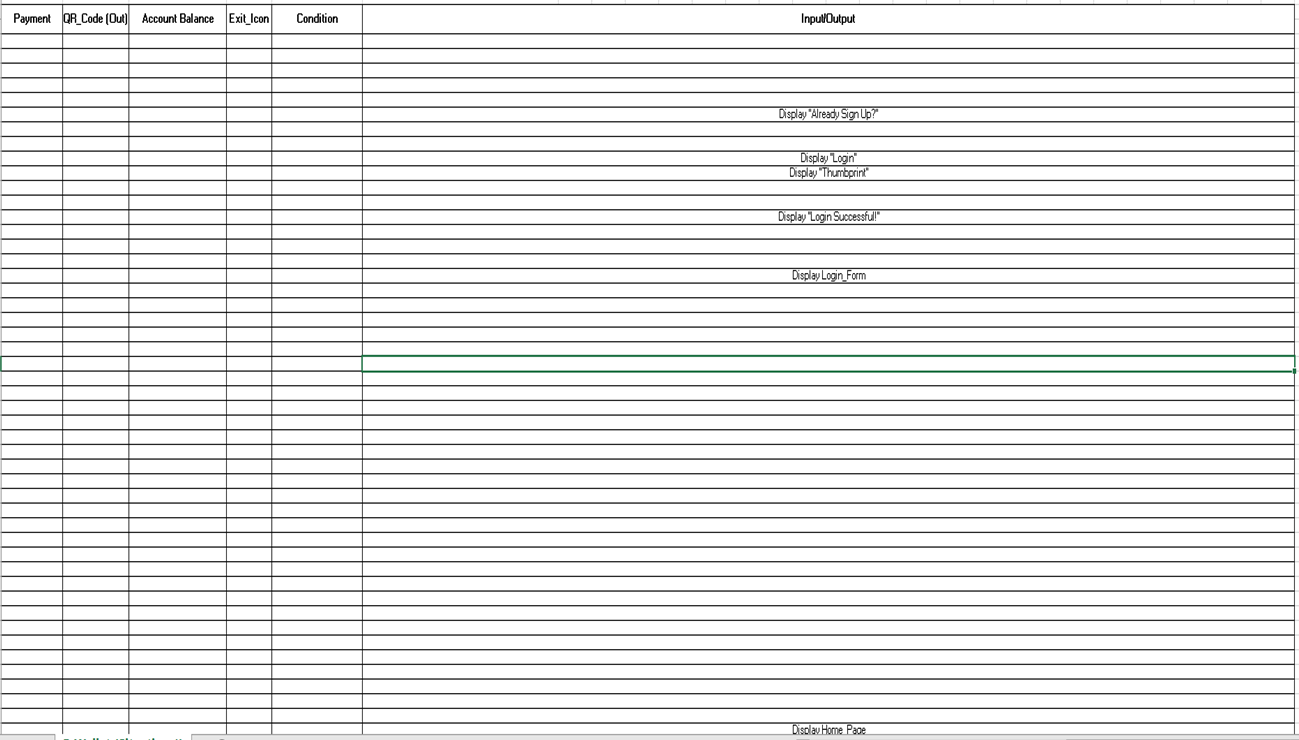 Payment QR_Code (Out) Account Balance Exit_Icon Condition Input/Output
Display "Already Sign Up?"
Display "Login"
Display "Thumbprint"
Display "Login Successful!"
Display Login_Form
Display Home_Page